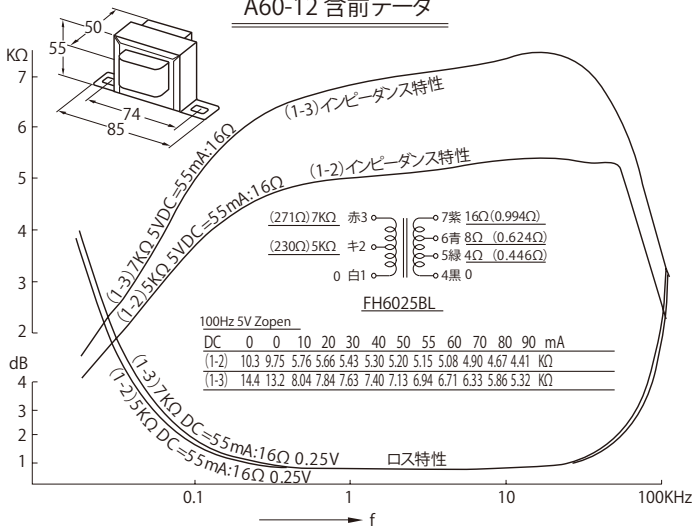 A60-12 含前データ
50
55
74
85
KΩ
7
6
5
4
3
2
dB
4
3
2
1
(1-3)インピーダンス特性
(1-2)インピーダンス特性
(1-3)7KΩ 5VDC=55mA:16Ω
(1-2)5KΩ 5VDC=55mA:16Ω
(271Ω)7KΩ 赤3
(230Ω)5KΩ キ2
0 白1
7紫 16Ω(0.994Ω)
6青 8Ω (0.624Ω)
5緑 4Ω (0.446Ω)
4黒 0
FH6025BL
100Hz 5V Zopen
DC 0 0 10 20 30 40 50 55 60 70 80 90 mA
(1-2) 10.3 9.75 5.76 5.66 5.43 5.30 5.20 5.15 5.08 4.90 4.67 4.41 KΩ
(1-3) 14.4 13.2 8.04 7.84 7.63 7.40 7.13 6.94 6.71 6.33 5.86 5.32 KΩ
(1-3)7KΩ DC=55mA:16Ω 0.25V
(1-2)5KΩ DC=55mA:16Ω 0.25V
ロス特性
0.1
1
10
100KHz
f